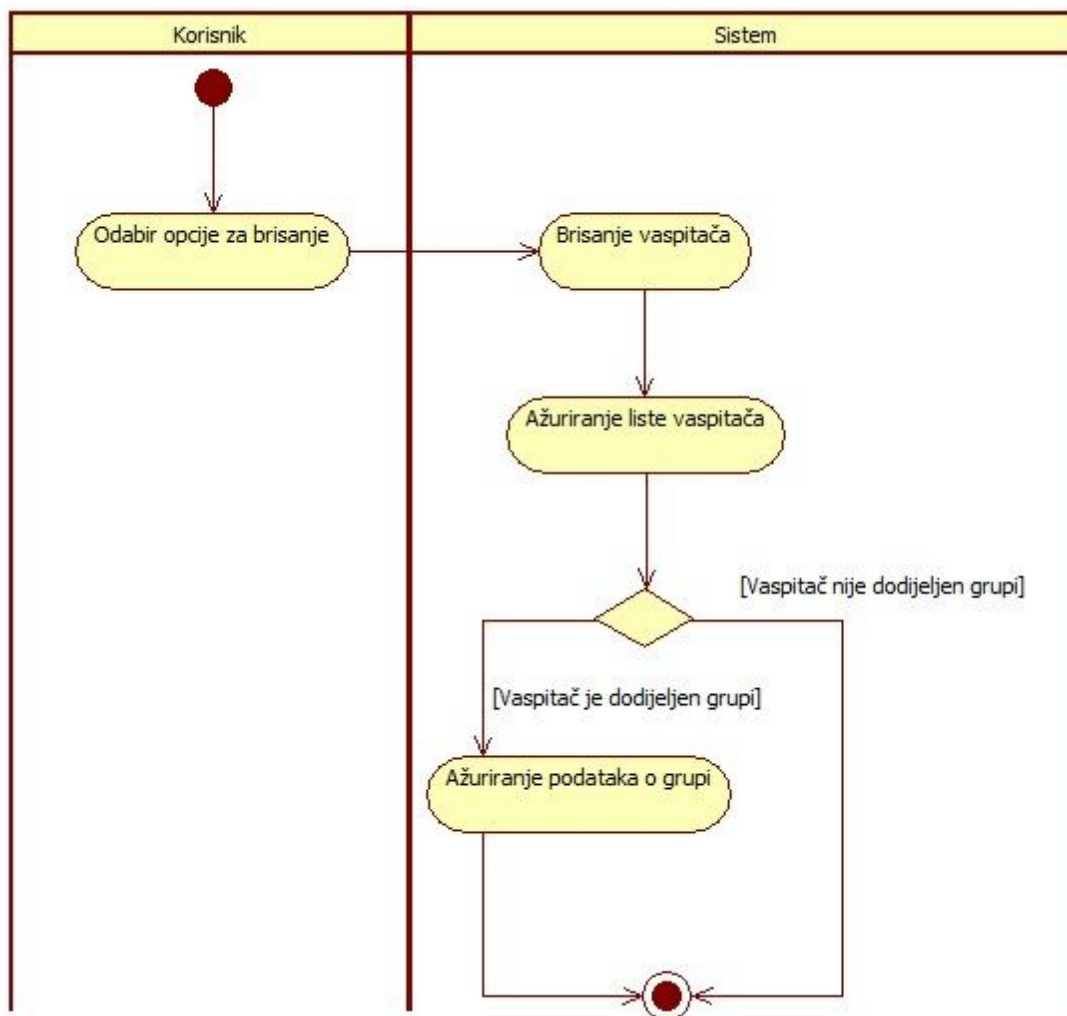 Korisnik
Sistem
Odabir opcije za brisanje
Brisanje vaspitača
Ažuriranje liste vaspitača
[Vaspitač nije dodijeljen grupi]
[Vaspitač je dodijeljen grupi]
Ažuriranje podataka o grupi